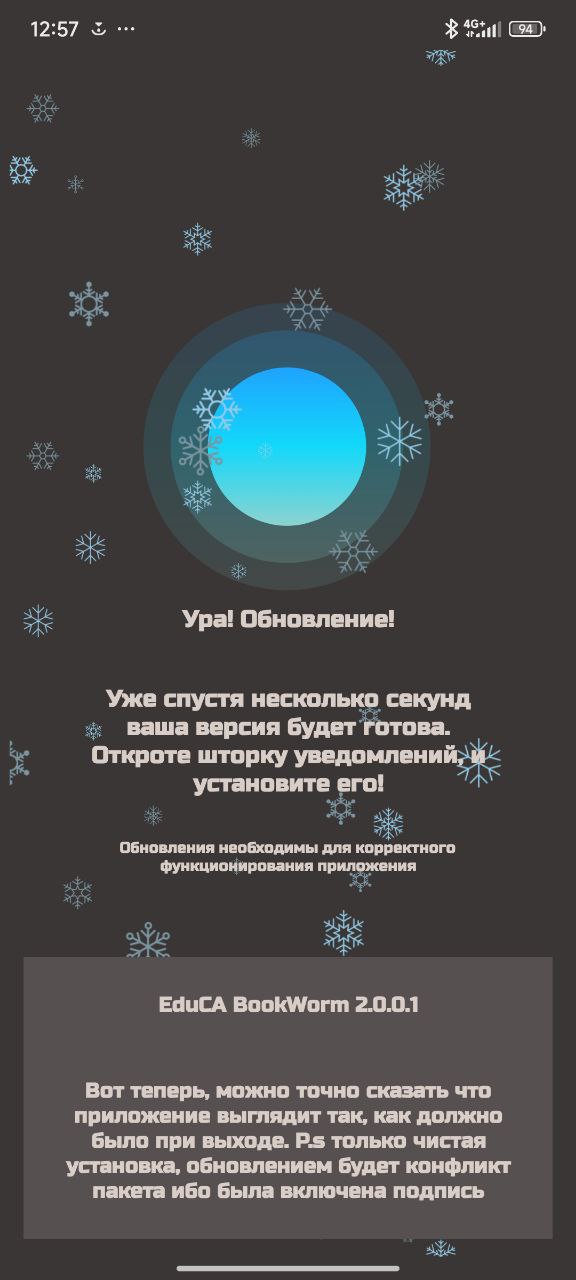 12:57
4G+
94
Ура! Обновление!
Уже спустя несколько секунд
ваша версия будет готова.
Откроте шторку уведомлений, и
установите его!
Обновления необходимы для корректного
функционирования приложения
EduCA BookWorm 2.0.0.1
Вот теперь, можно точно сказать что
приложение выглядит так, как должно
было при выходе. P.s только чистая
установка, обновлением будет конфликт
пакета ибо была включена подпись